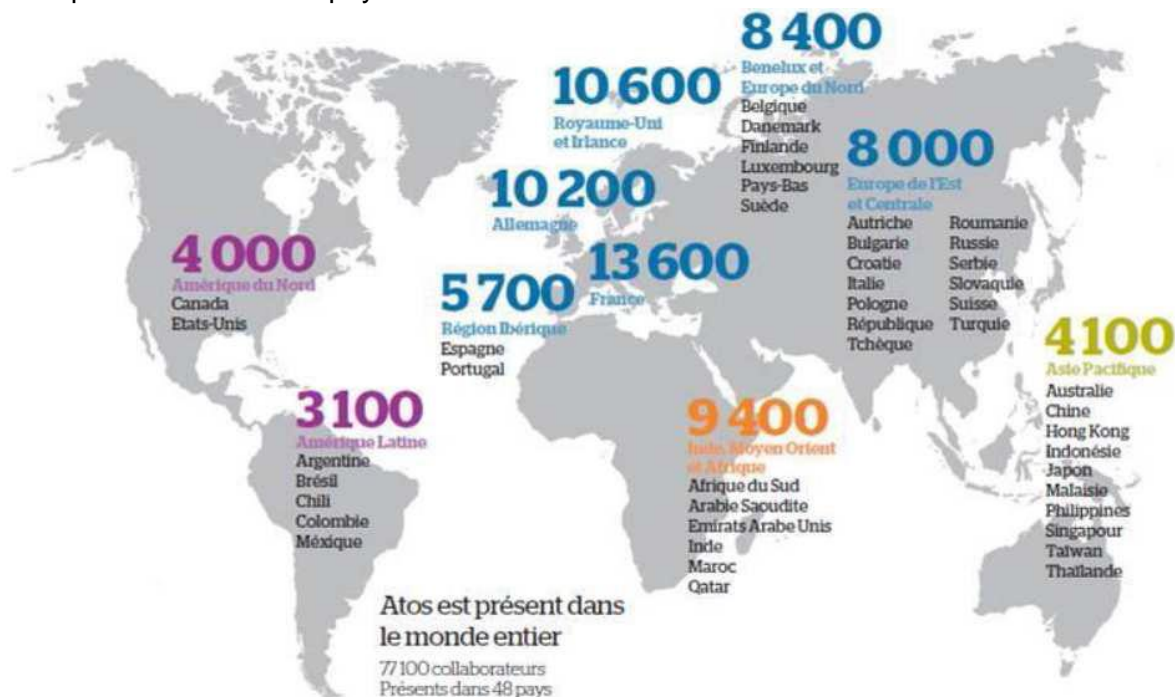 8 400
Benelux et
Europe du Nord
Belgique
Danemark
Finlande
Luxembourg
Pays-Bas
Suède
10 600
Royaume-Uni
et Irlance
8 000
Europe de l'Est
et Centrale
Autriche
Bulgarie
Croatie
Italie
Pologne
République
Tchèque
Roumanie
Russie
Serbie
Slovaquie
Suisse
Turquie
10 200
Allemagne
13 600
France
4 000
Amérique du Nord
Canada
Etats-Unis
5 700
Région Ibérique
Espagne
Portugal
4 100
Asie Pacifique
Australie
Chine
Hong Kong
Indonésie
Japon
Malaisie
Philippines
Singapour
Taïwan
Thaïlande
3 100
Amérique Latine
Argentine
Brésil
Chili
Colombie
Méxique
9 400
Inde, Moyen Orient
et Afrique
Afrique du Sud
Arabie Saoudite
Emirats Arabe Unis
Inde
Maroc
Qatar
Atos est présent dans
le monde entier
77 100 collaborateurs
Présents dans 48 pays